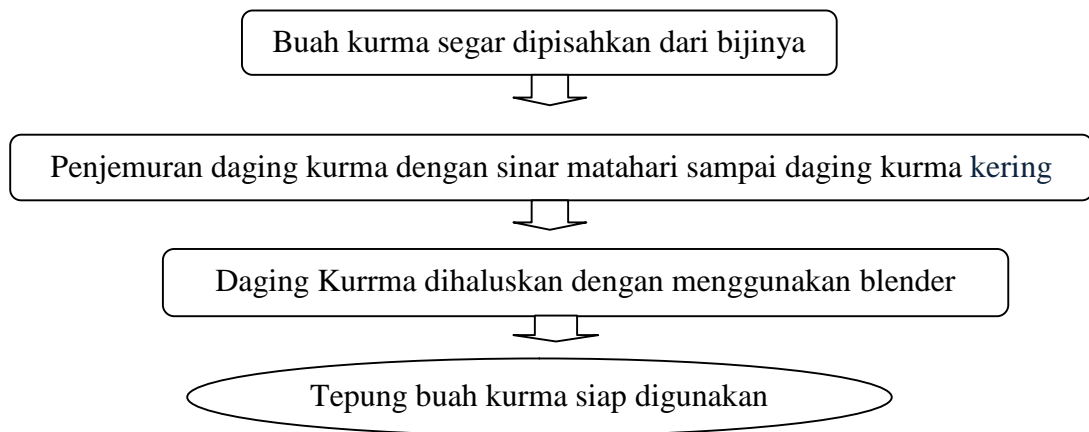 Buah kurma segar dipisahkan dari bijinya
Penjemuran daging kurma dengan sinar matahari sampai daging kurma kering
Daging Kurrma dihaluskan dengan menggunakan blender
Tepung buah kurma siap digunakan